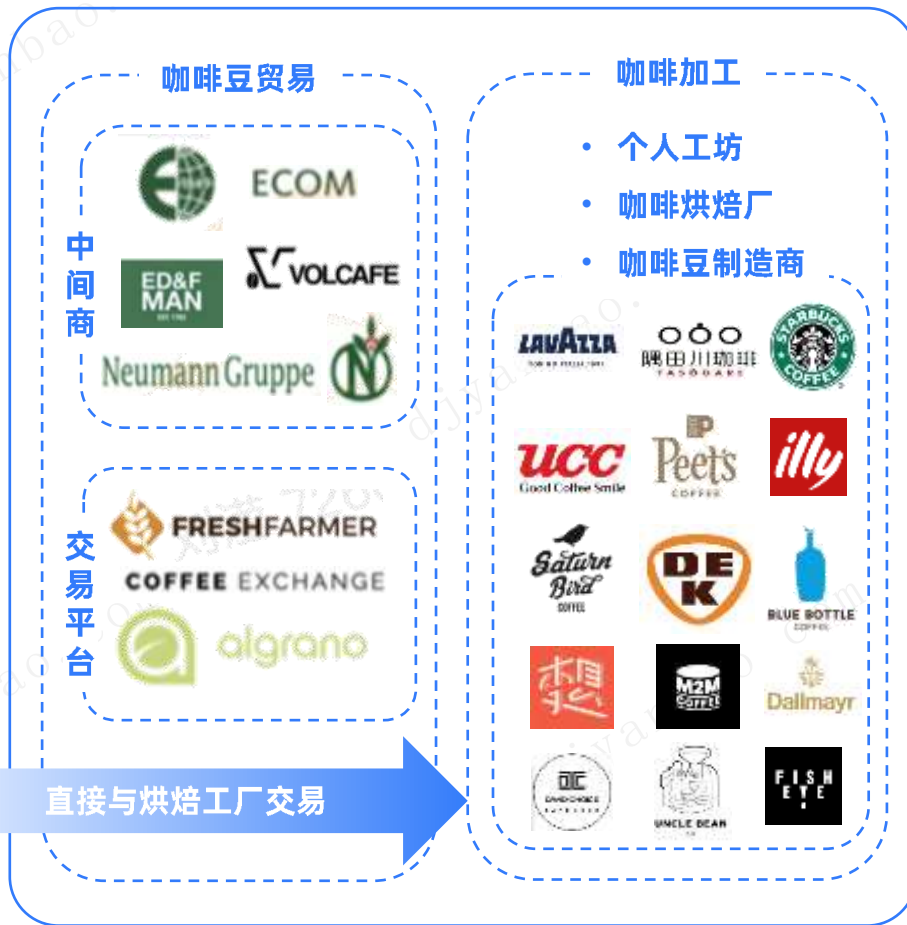 咖啡豆贸易
中间商
ECOM
ED&F
MAN
VOLCAFE
Neumann Gruppe
交易平台
FRESHFARMER
COFFEE EXCHANGE
algrano
直接与烘焙工厂交易
咖啡加工
• 个人工坊
• 咖啡烘焙厂
• 咖啡豆制造商
LAVAZZA
隅田川咖啡
TASOGARE
STARBUCKS
COFFEE
UCC
Good Coffee Smile
Peet's
COFFEE
illy
Saturn
Bird
COFFEE
DE
K
BLUE BOTTLE
COFFEE
M2M
COFFEE
Dallmayr
UNCLE BEAN
FISH
EYE